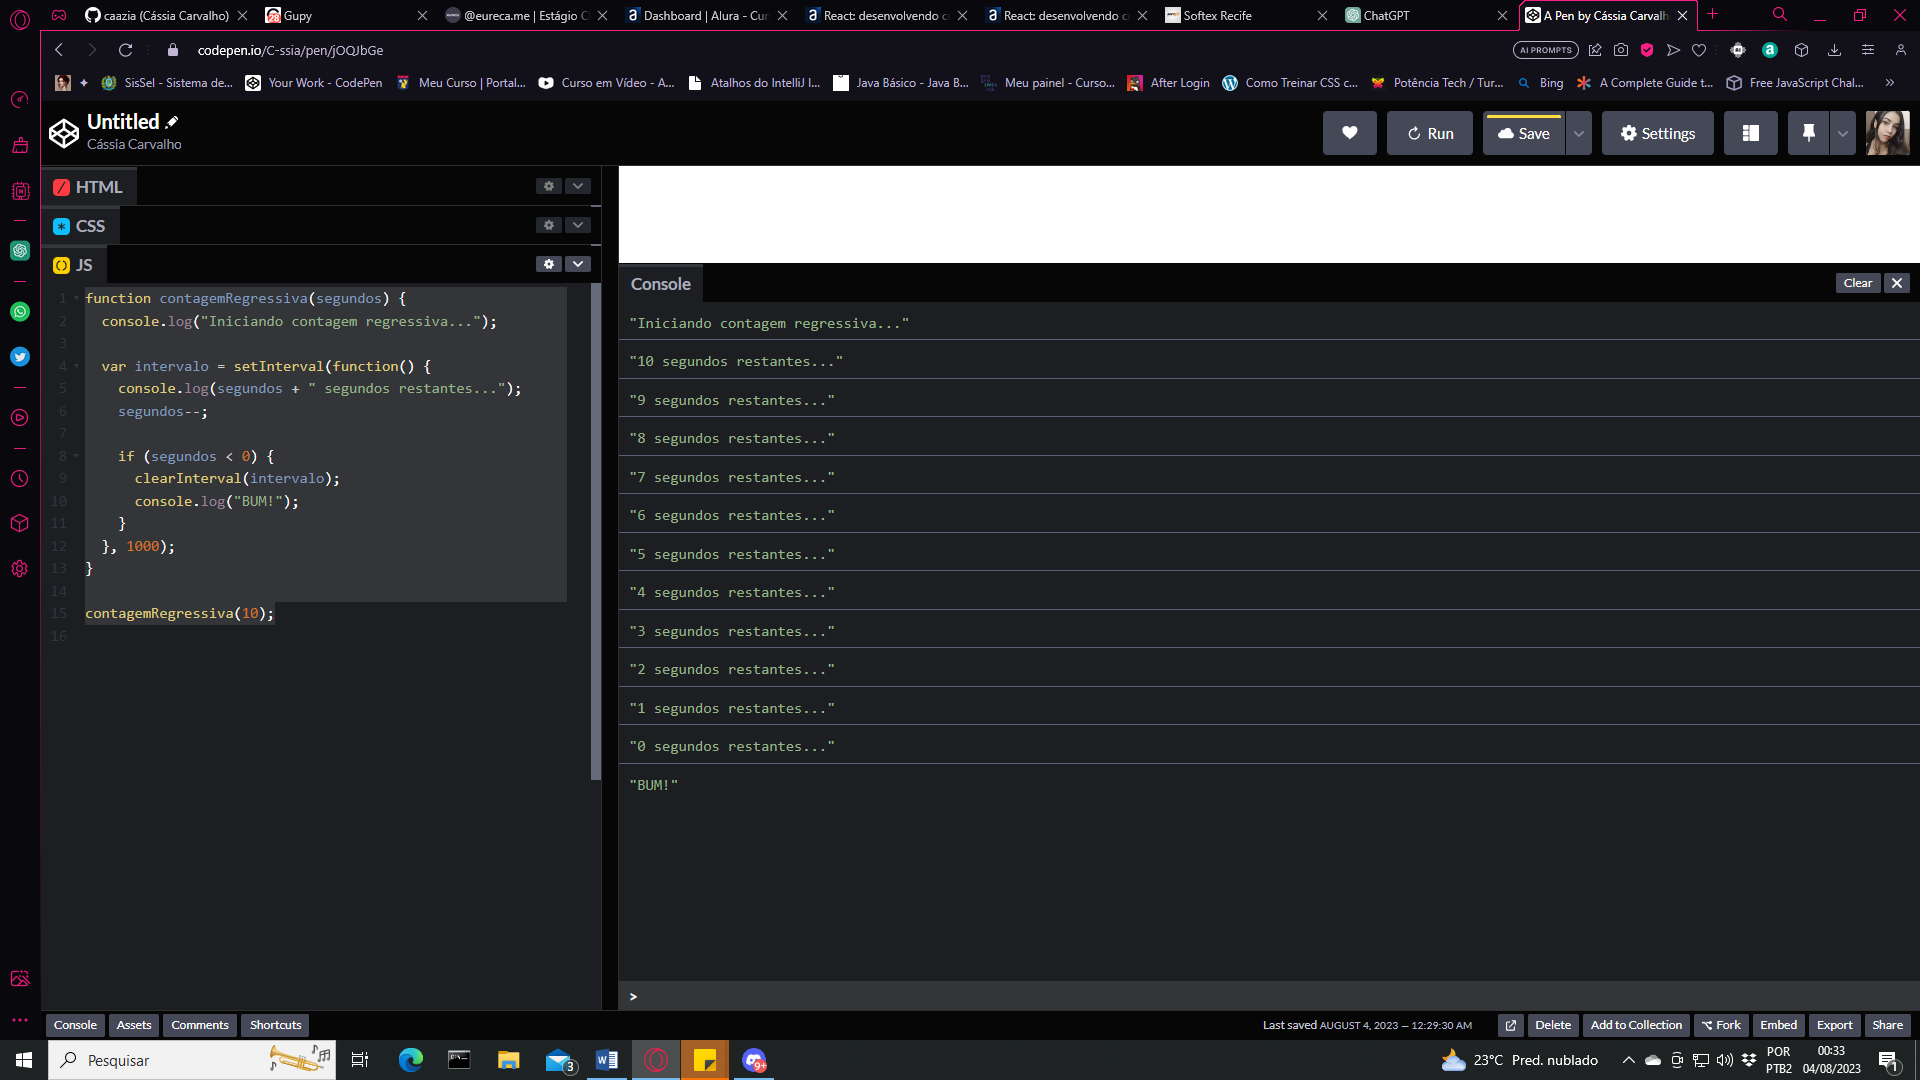 caazia (Cássia Carvalho)
Gupy
@eureca.me | Estágio C
Dashboard | Alura - Cur
React: desenvolvendo c
React: desenvolvendo c
Softex Recife
ChatGPT
A Pen by Cássia Carvalh
codepen.io/C-ssia/pen/jOQJbGe
AI PROMPTS
SisSel - Sistema de...
Your Work - CodePen
Meu Curso | Portal...
Curso em Vídeo - A...
Atalhos do IntelliJ I...
Java Básico - Java B...
Meu painel - Curso...
After Login
Como Treinar CSS c...
Potência Tech / Tur...
Bing
A Complete Guide t...
Free JavaScript Chal...
Untitled
Cássia Carvalho
Run
Save
Settings
HTML
CSS
JS
1 function contagemRegressiva(segundos) {
2 console.log("Iniciando contagem regressiva...");
3
4 var intervalo = setInterval(function() {
5 console.log(segundos + " segundos restantes...");
6 segundos--;
7
8 if (segundos < 0) {
9 clearInterval(intervalo);
10 console.log("BUM!");
11 }
12 }, 1000);
13 }
14
15 contagemRegressiva(10);
16
Console
Clear
"Iniciando contagem regressiva..."
"10 segundos restantes..."
"9 segundos restantes..."
"8 segundos restantes..."
"7 segundos restantes..."
"6 segundos restantes..."
"5 segundos restantes..."
"4 segundos restantes..."
"3 segundos restantes..."
"2 segundos restantes..."
"1 segundos restantes..."
"0 segundos restantes..."
"BUM!"
>
Console
Assets
Comments
Shortcuts
Last saved AUGUST 4, 2023 — 12:29:30 AM
Delete
Add to Collection
Fork
Embed
Export
Share
Pesquisar
3
9+
23°C Pred. nublado
POR
PTB2
00:33
04/08/2023
1